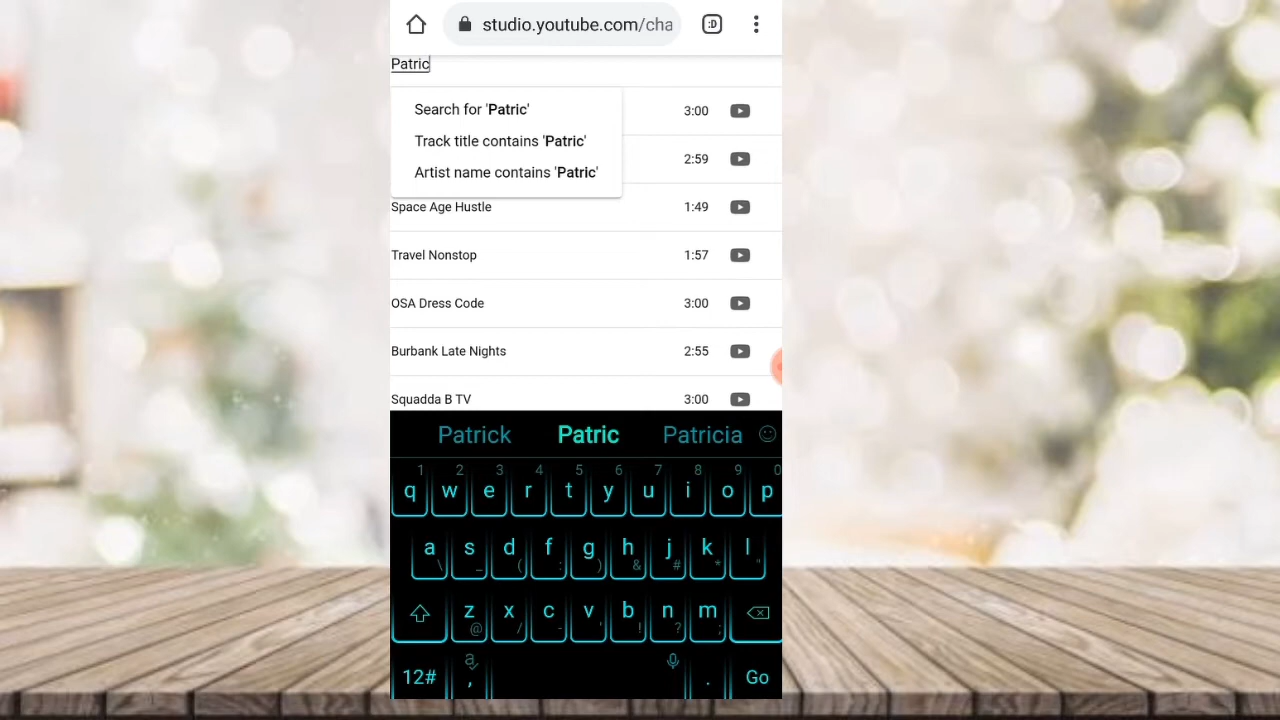 studio.youtube.com/cha
:D
Patric
Search for 'Patric'
3:00
Track title contains 'Patric'
2:59
Artist name contains 'Patric'
Space Age Hustle 1:49
Travel Nonstop 1:57
OSA Dress Code 3:00
Burbank Late Nights 2:55
Squadda B TV 3:00
Patrick Patric Patricia
1 2 3 4 5 6 7 8 9 0
q w e r t y u i o p
a s d f g h j k l
\ _ ( : ) & # * "
z x c v b n m
@ / - ' ! ? ;
a
12# , . Go